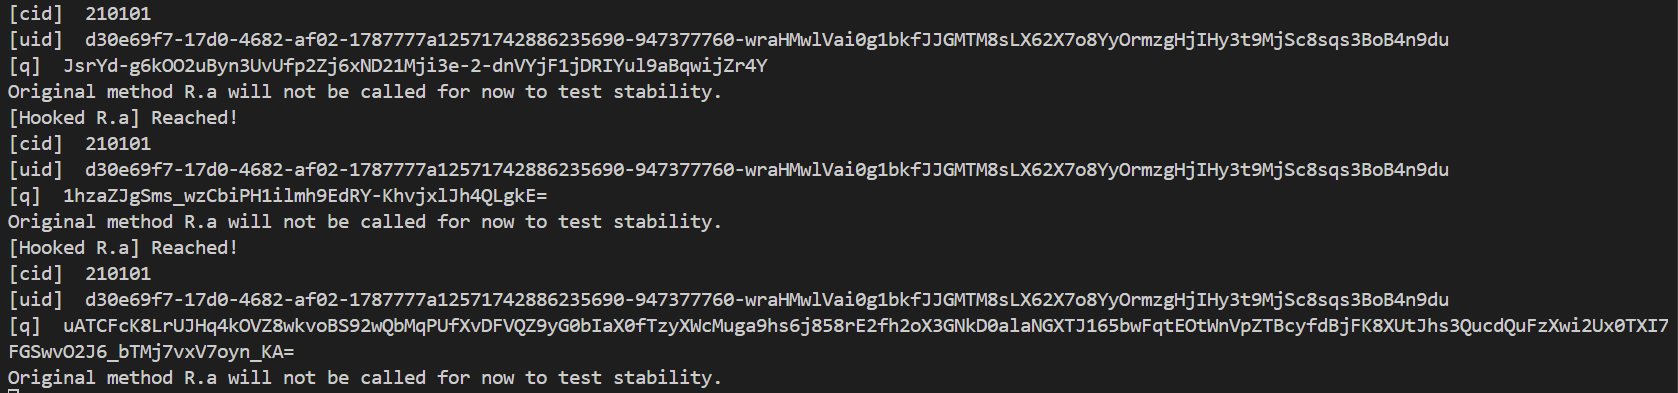 [cid]  210101
[uid]  d30e69f7-17d0-4682-af02-1787777a12571742886235690-947377760-wraHMwlVai0g1bkfJJGMTM8sLX62X7o8YyOrmzgHjIHy3t9MjSc8sqs3BoB4n9du
[q]  JsrYd-g6kOO2uByn3UvUfp2Zj6xND21Mji3e-2-dnVYjF1jDRIYul9aBqwijZr4Y
Original method R.a will not be called for now to test stability.
[Hooked R.a] Reached!
[cid]  210101
[uid]  d30e69f7-17d0-4682-af02-1787777a12571742886235690-947377760-wraHMwlVai0g1bkfJJGMTM8sLX62X7o8YyOrmzgHjIHy3t9MjSc8sqs3BoB4n9du
[q]  1hzaZJgSms_wzCbiPH1ilmh9EdRY-KhvjxlJh4QLgkE=
Original method R.a will not be called for now to test stability.
[Hooked R.a] Reached!
[cid]  210101
[uid]  d30e69f7-17d0-4682-af02-1787777a12571742886235690-947377760-wraHMwlVai0g1bkfJJGMTM8sLX62X7o8YyOrmzgHjIHy3t9MjSc8sqs3BoB4n9du
[q]  uATCFcK8LrUJHq4kOVZ8wkvoBS92wQbMqPUfXvDFVQZ9yG0bIaX0fTzyXWcMuga9hs6j858rE2fh2oX3GNkD0alaNGXTJ165bwFqtEOtWnVpZTBcyfdBjFK8XUtJhs3QucdQuFzXwi2Ux0TXI7
FGSwvO2J6_bTMj7vxV7oyn_KA=
Original method R.a will not be called for now to test stability.